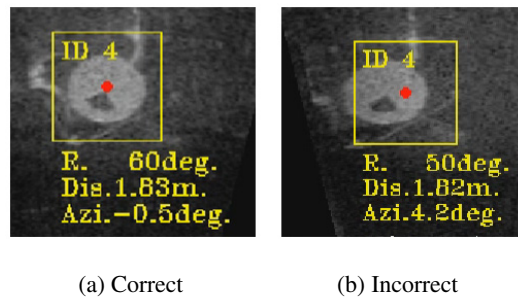 ID 4
R. 60deg.
Dis.1.83m.
Azi.-0.5deg.
ID 4
R. 50deg.
Dis.1.82m.
Azi.4.2deg.
(a) Correct
(b) Incorrect